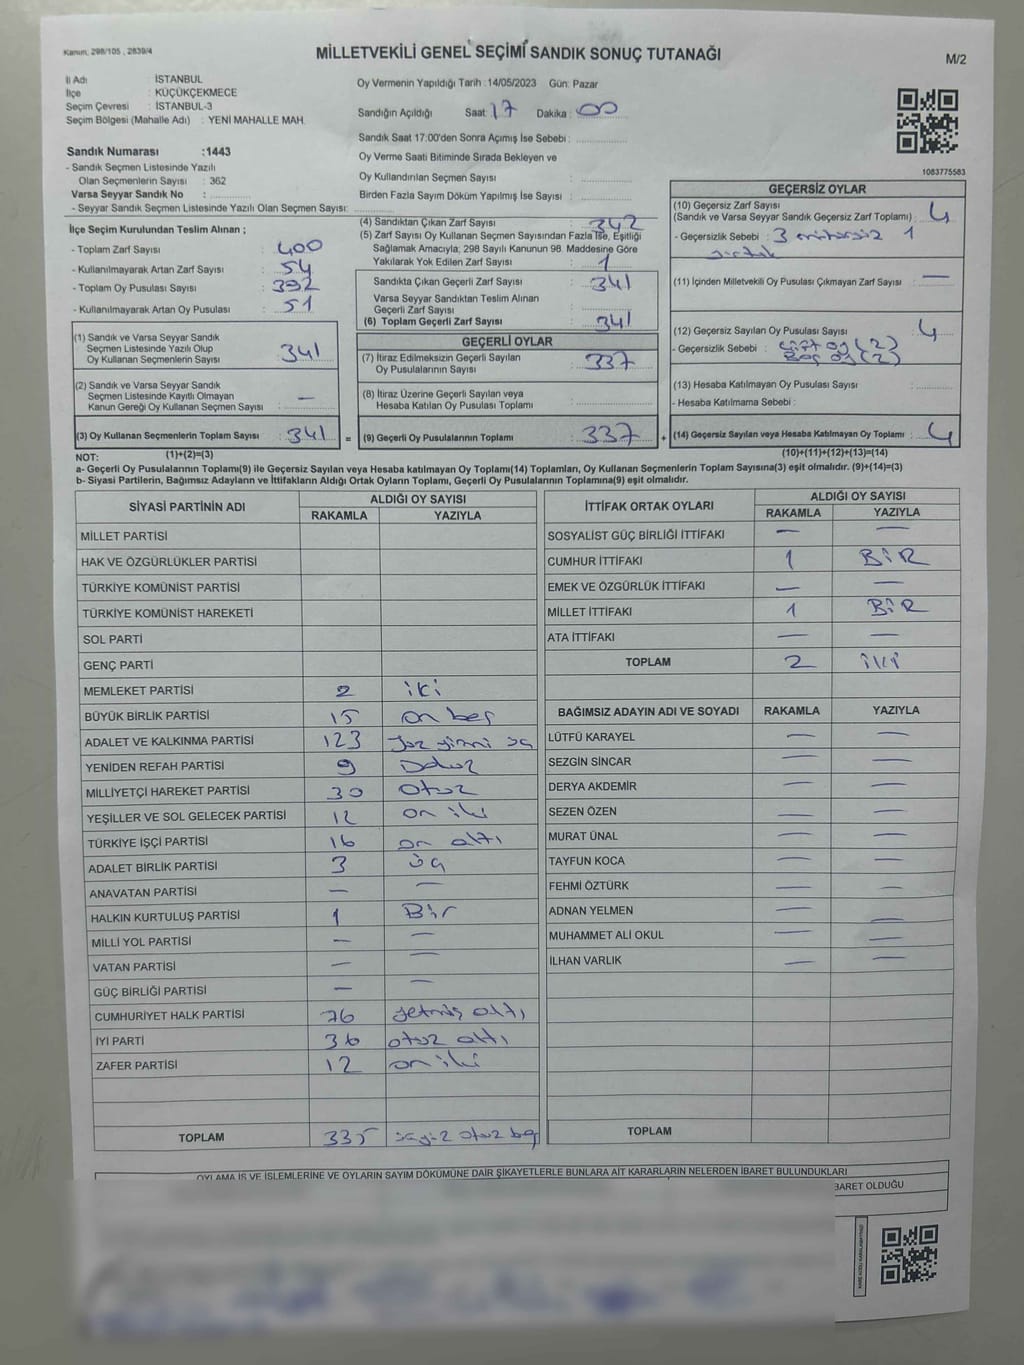 Kanun; 298/105 , 2839/4
MİLLETVEKİLİ GENEL SEÇİMİ SANDIK SONUÇ TUTANAĞI
M/2
İl Adı : İSTANBUL
İlçe : KÜÇÜKÇEKMECE
Seçim Çevresi : İSTANBUL-3
Seçim Bölgesi (Mahalle Adı) : YENİ MAHALLE MAH.
Sandık Numarası :1443
- Sandık Seçmen Listesinde Yazılı
Olan Seçmenlerin Sayısı : 362
Varsa Seyyar Sandık No :
- Seyyar Sandık Seçmen Listesinde Yazılı Olan Seçmen Sayısı:
Oy Vermenin Yapıldığı Tarih :14/05/2023 Gün: Pazar
Sandığın Açıldığı Saat: 17 Dakika : 00
Sandık Saat 17:00'den Sonra Açımış İse Sebebi :
Oy Verme Saati Bitiminde Sırada Bekleyen ve
Oy Kullandırılan Seçmen Sayısı :
Birden Fazla Sayım Döküm Yapılmış İse Sayısı :
1083775583
İlçe Seçim Kurulundan Teslim Alınan ;
- Toplam Zarf Sayısı : 400
- Kullanılmayarak Artan Zarf Sayısı : 54
- Toplam Oy Pusulası Sayısı : 392
- Kullanılmayarak Artan Oy Pusulası : 51
(1) Sandık ve Varsa Seyyar Sandık
Seçmen Listesinde Yazılı Olup
Oy Kullanan Seçmenlerin Sayısı : 341
(2) Sandık ve Varsa Seyyar Sandık
Seçmen Listesinde Kayıtlı Olmayan
Kanun Gereği Oy Kullanan Seçmen Sayısı : —
(3) Oy Kullanan Seçmenlerin Toplam Sayısı : 341 =
(4) Sandıktan Çıkan Zarf Sayısı : 342
(5) Zarf Sayısı Oy Kullanan Seçmen Sayısından Fazla İse, Eşitliği
Sağlamak Amacıyla; 298 Sayılı Kanunun 98. Maddesine Göre
Yakılarak Yok Edilen Zarf Sayısı : 1
Sandıkta Çıkan Geçerli Zarf Sayısı : 341
Varsa Seyyar Sandıktan Teslim Alınan
Geçerli Zarf Sayısı :
(6) Toplam Geçerli Zarf Sayısı : 341
GEÇERLİ OYLAR
(7) İtiraz Edilmeksizin Geçerli Sayılan
Oy Pusulalarının Sayısı : 337
(8) İtiraz Üzerine Geçerli Sayılan veya
Hesaba Katılan Oy Pusulası Toplamı :
(9) Geçerli Oy Pusulalarının Toplamı : 337 +
GEÇERSİZ OYLAR
(10) Geçersiz Zarf Sayısı
(Sandık ve Varsa Seyyar Sandık Geçersiz Zarf Toplamı) : 4
- Geçersizlik Sebebi : 3 mühürsüz 1
yırtık
(11) İçinden Milletvekili Oy Pusulası Çıkmayan Zarf Sayısı : —
(12) Geçersiz Sayılan Oy Pusulası Sayısı : 4
- Geçersizlik Sebebi : çift oy (2)
Boş oy (2)
(13) Hesaba Katılmayan Oy Pusulası Sayısı :
- Hesaba Katılmama Sebebi :
(14) Geçersiz Sayılan veya Hesaba Katılmayan Oy Toplamı : 4
NOT: (1)+(2)=(3) (10)+(11)+(12)+(13)=(14)
a- Geçerli Oy Pusulalarının Toplamı(9) ile Geçersiz Sayılan veya Hesaba katılmayan Oy Toplamı(14) Toplamları, Oy Kullanan Seçmenlerin Toplam Sayısına(3) eşit olmalıdır. (9)+(14)=(3)
b- Siyasi Partilerin, Bağımsız Adayların ve İttifakların Aldığı Ortak Oyların Toplamı, Geçerli Oy Pusulalarının Toplamına(9) eşit olmalıdır.
SİYASİ PARTİNİN ADI ALDIĞI OY SAYISI
RAKAMLA YAZIYLA
MİLLET PARTİSİ
HAK VE ÖZGÜRLÜKLER PARTİSİ
TÜRKİYE KOMÜNİST PARTİSİ
TÜRKİYE KOMÜNİST HAREKETİ
SOL PARTİ
GENÇ PARTİ
MEMLEKET PARTİSİ 2 iki
BÜYÜK BİRLİK PARTİSİ 15 on beş
ADALET VE KALKINMA PARTİSİ 123 yüz yirmi üç
YENİDEN REFAH PARTİSİ 9 Dokuz
MİLLİYETÇİ HAREKET PARTİSİ 30 otuz
YEŞİLLER VE SOL GELECEK PARTİSİ 12 on iki
TÜRKİYE İŞÇİ PARTİSİ 16 on altı
ADALET BİRLİK PARTİSİ 3 üç
ANAVATAN PARTİSİ — —
HALKIN KURTULUŞ PARTİSİ 1 Bir
MİLLİ YOL PARTİSİ — —
VATAN PARTİSİ — —
GÜÇ BİRLİĞİ PARTİSİ — —
CUMHURİYET HALK PARTİSİ 76 yetmiş altı
İYİ PARTİ 36 otuz altı
ZAFER PARTİSİ 12 on iki
TOPLAM 335 üçyüz otuz beş
İTTİFAK ORTAK OYLARI ALDIĞI OY SAYISI
RAKAMLA YAZIYLA
SOSYALİST GÜÇ BİRLİĞİ İTTİFAKI — —
CUMHUR İTTİFAKI 1 BİR
EMEK VE ÖZGÜRLÜK İTTİFAKI — —
MİLLET İTTİFAKI 1 BİR
ATA İTTİFAKI — —
TOPLAM 2 iki
BAĞIMSIZ ADAYIN ADI VE SOYADI RAKAMLA YAZIYLA
LÜTFÜ KARAYEL — —
SEZGİN SİNCAR — —
DERYA AKDEMİR — —
SEZEN ÖZEN — —
MURAT ÜNAL — —
TAYFUN KOCA — —
FEHMİ ÖZTÜRK — —
ADNAN YELMEN — —
MUHAMMET ALİ OKUL — —
İLHAN VARLIK — —
TOPLAM
OYLAMA İŞ VE İŞLEMLERİNE VE OYLARIN SAYIM DÖKÜMÜNE DAİR ŞİKAYETLERLE BUNLARA AİT KARARLARIN NELERDEN İBARET BULUNDUKLARI
BARET OLDUĞU